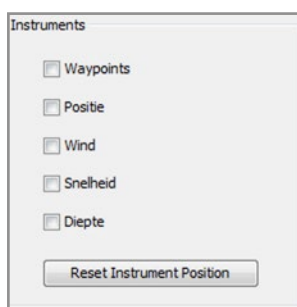 Instruments
Waypoints
Positie
Wind
Snelheid
Diepte
Reset Instrument Position